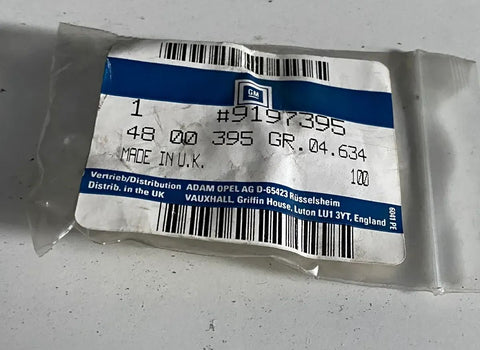 GM
1 #9197395
48 00 395 GR.04.634
MADE IN U.K. 100
Vertrieb/Distribution ADAM OPEL AG D-65423 Rüsselsheim
Distrib. in the UK VAUXHALL, Griffin House, Luton LU1 3YT, England